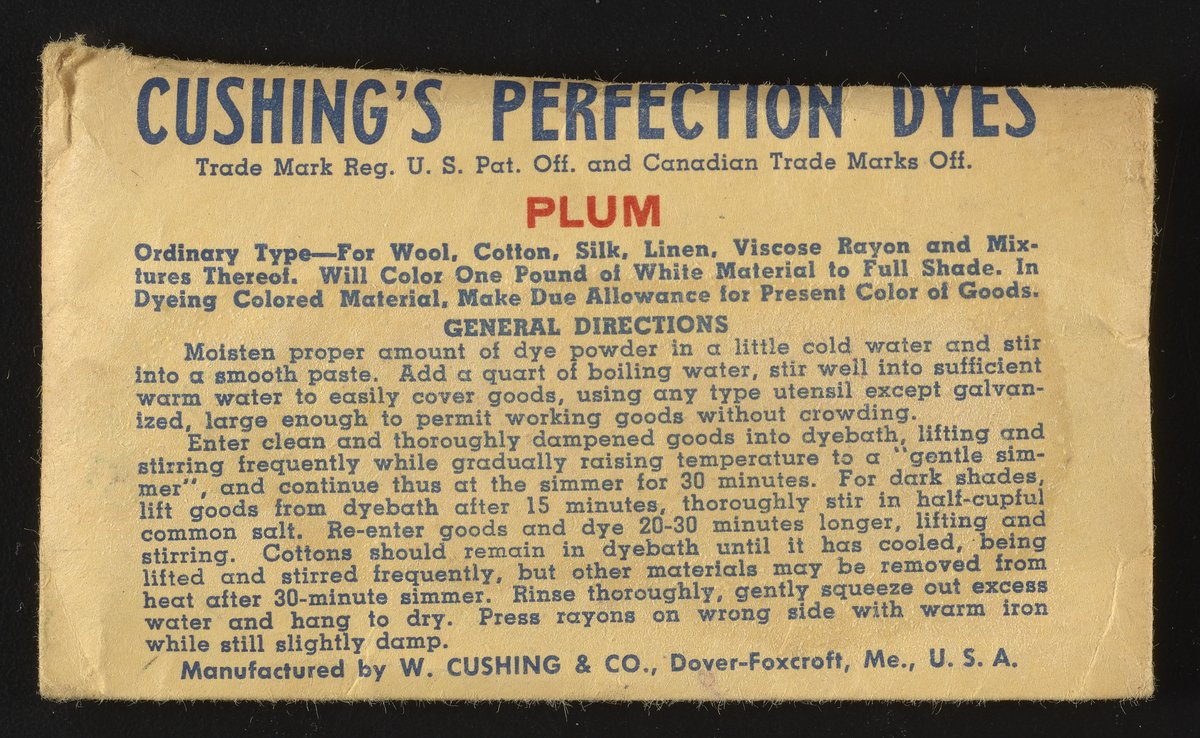 CUSHING'S PERFECTION DYES
Trade Mark Reg. U. S. Pat. Off. and Canadian Trade Marks Off.
PLUM
Ordinary Type—For Wool, Cotton, Silk, Linen, Viscose Rayon and Mix-
tures Thereof. Will Color One Pound of White Material to Full Shade. In
Dyeing Colored Material, Make Due Allowance for Present Color of Goods.
GENERAL DIRECTIONS
Moisten proper amount of dye powder in a little cold water and stir
into a smooth paste. Add a quart of boiling water, stir well into sufficient
warm water to easily cover goods, using any type utensil except galvan-
ized, large enough to permit working goods without crowding.
Enter clean and thoroughly dampened goods into dyebath, lifting and
stirring frequently while gradually raising temperature to a "gentle sim-
mer", and continue thus at the simmer for 30 minutes. For dark shades,
lift goods from dyebath after 15 minutes, thoroughly stir in half-cupful
common salt. Re-enter goods and dye 20-30 minutes longer, lifting and
stirring. Cottons should remain in dyebath until it has cooled, being
lifted and stirred frequently, but other materials may be removed from
heat after 30-minute simmer. Rinse thoroughly, gently squeeze out excess
water and hang to dry. Press rayons on wrong side with warm iron
while still slightly damp.
Manufactured by W. CUSHING & CO., Dover-Foxcroft, Me., U. S. A.